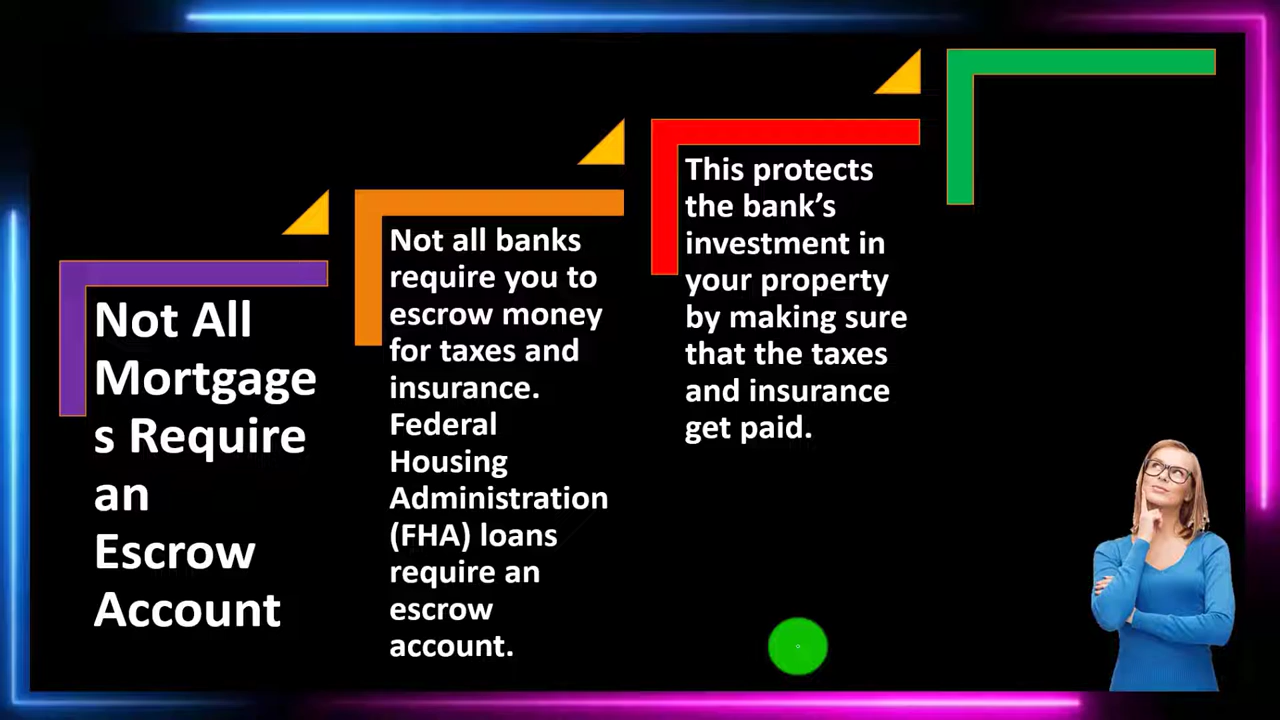 Not All
Mortgage
s Require
an
Escrow
Account
Not all banks
require you to
escrow money
for taxes and
insurance.
Federal
Housing
Administration
(FHA) loans
require an
escrow
account.
This protects
the bank’s
investment in
your property
by making sure
that the taxes
and insurance
get paid.